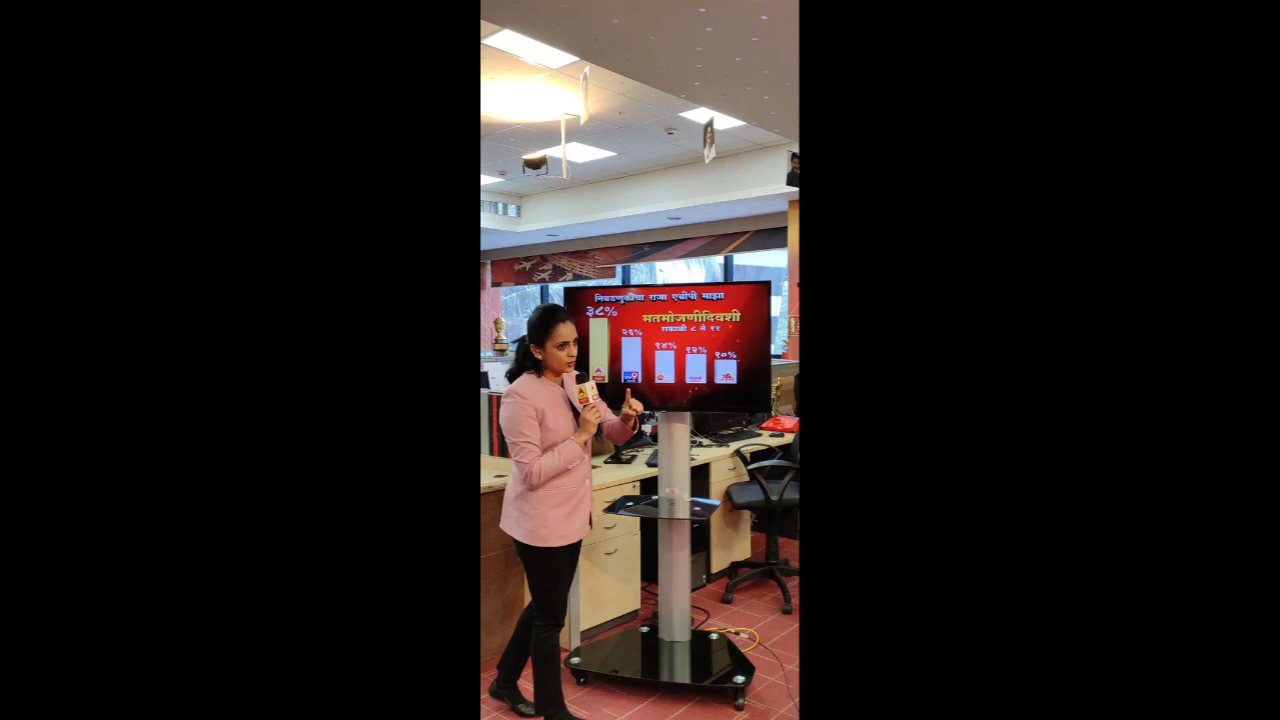 निवडणुकीचा राजा एबीपी माझा
३८%
मतमोजणीदिवशी
सकाळी ८ ते ११
२६%
१४%
१२%
१०%